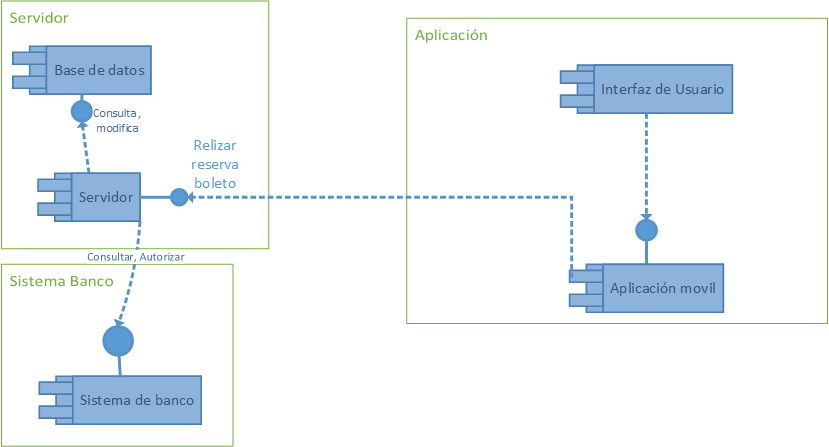 Servidor
Base de datos
Consulta,
modifica
Servidor
Relizar
reserva
boleto
Consultar, Autorizar
Sistema Banco
Sistema de banco
Aplicación
Interfaz de Usuario
Aplicación movil